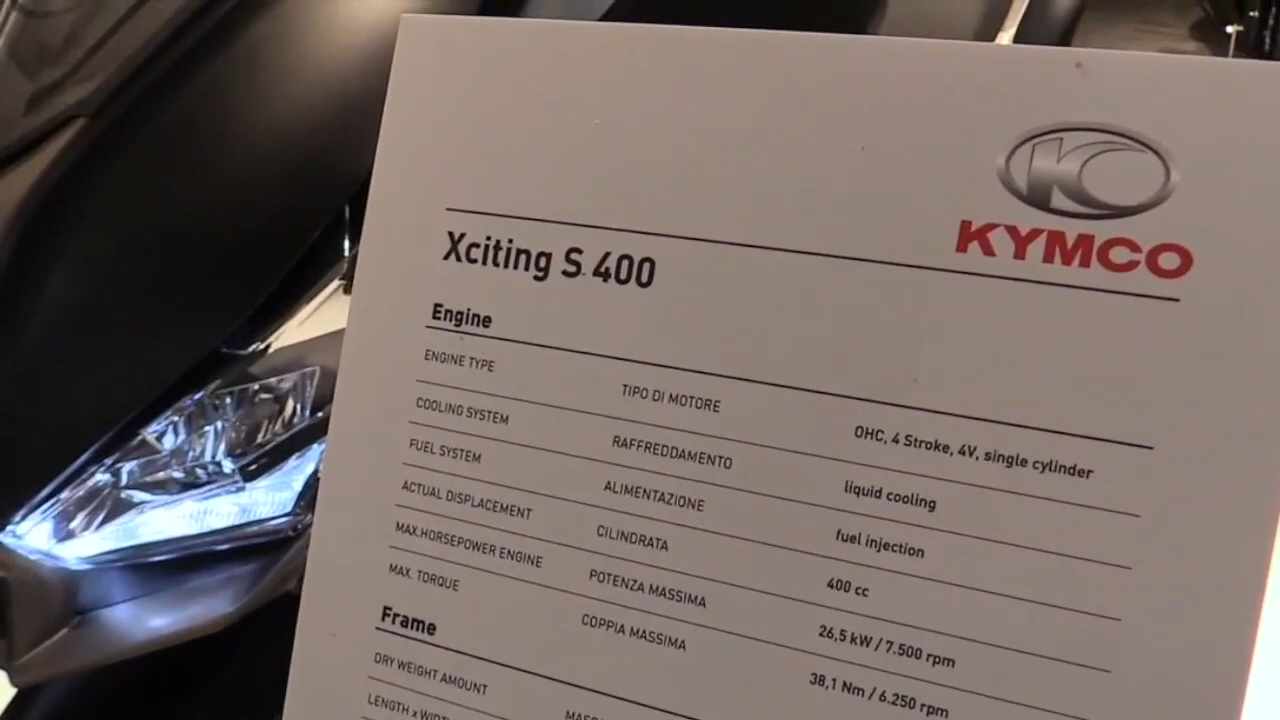 KC
KYMCO
Xciting S 400
Engine
ENGINE TYPE TIPO DI MOTORE OHC, 4 Stroke, 4V, single cylinder
COOLING SYSTEM RAFFREDDAMENTO liquid cooling
FUEL SYSTEM ALIMENTAZIONE fuel injection
ACTUAL DISPLACEMENT CILINDRATA 400 cc
MAX.HORSEPOWER ENGINE POTENZA MASSIMA 26,5 kW / 7.500 rpm
MAX. TORQUE COPPIA MASSIMA 38,1 Nm / 6.250 rpm
Frame
DRY WEIGHT AMOUNT
LENGTH x